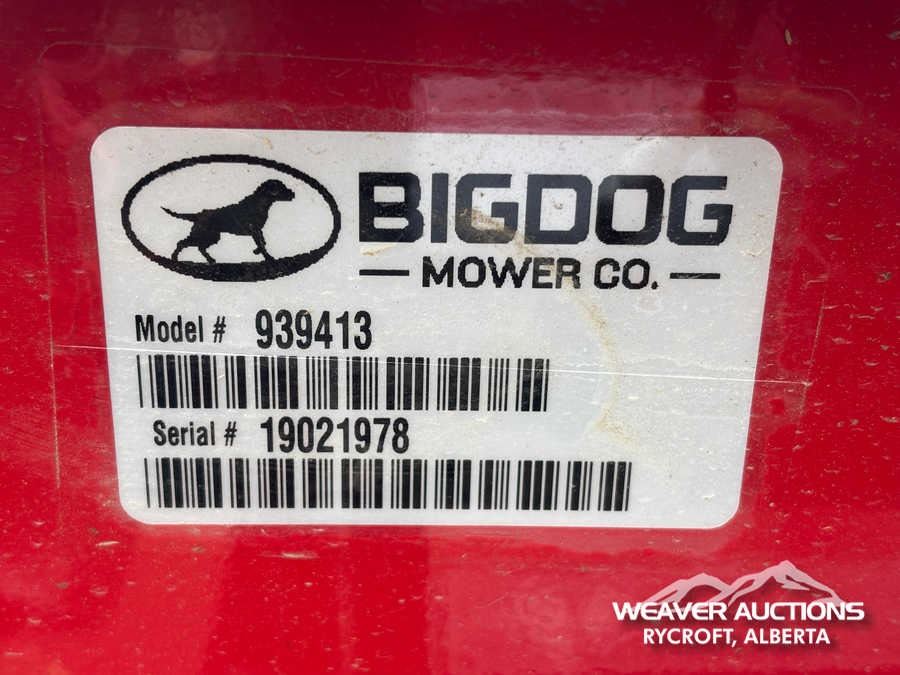 BIGDOG
MOWER CO.
Model # 939413
Serial # 19021978
WEAVER AUCTIONS
RYCROFT, ALBERTA